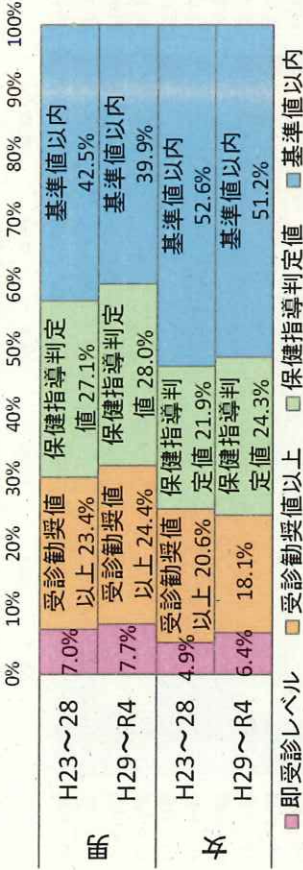 0% 10% 20% 30% 40% 50% 60% 70% 80% 90% 100%
男
H23～28
7.0%
受診勧奨値
以上 23.4%
保健指導判定
値 27.1%
基準値以内
42.5%
H29～R4
7.7%
受診勧奨値
以上 24.4%
保健指導判定
値 28.0%
基準値以内
39.9%
女
H23～28
4.9%
受診勧奨値
以上 20.6%
保健指導判
定値 21.9%
基準値以内
52.6%
H29～R4
6.4%
18.1%
保健指導判
定値 24.3%
基準値以内
51.2%
即受診レベル 受診勧奨値以上 保健指導判定値 基準値以内